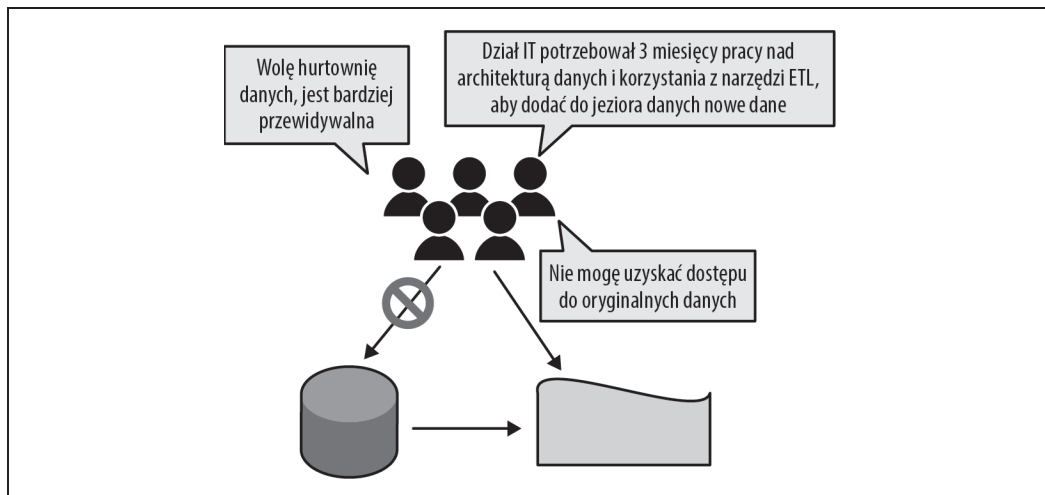 Wolę hurtownię
danych, jest bardziej
przewidywalna
Dział IT potrzebował 3 miesięcy pracy nad
architekturą danych i korzystania z narzędzi ETL,
aby dodać do jeziora danych nowe dane
Nie mogę uzyskać dostępu
do oryginalnych danych